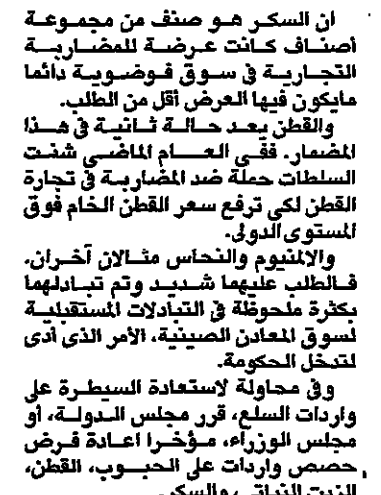 ان السكر هو صنف من مجموعة
أصناف كانت عرضة للمضاربة
التجارية في سوق فوضوية دائما
مايكون فيها العرض أقل من الطلب.
والقطن يعد حالة ثانية في هذا
المضمار. ففي العام الماضي شنت
السلطات حملة ضد المضاربة في تجارة
القطن لكي ترفع سعر القطن الخام فوق
المستوى الدولي.
والالمنيوم والنحاس مثالان آخران،
فالطلب عليهما شديد وتم تبادلهما
بكثرة ملحوظة في التبادلات المستقبلية
لسوق المعادن الصينية، الأمر الذي أدى
لتدخل الحكومة.
وفي محاولة لاستعادة السيطرة على
واردات السلع، قرر مجلس الدولة، أو
مجلس الوزراء، مؤخرا اعادة فرض
حصص واردات على الحبوب، القطن،
الزيت النباتي، والسكر.